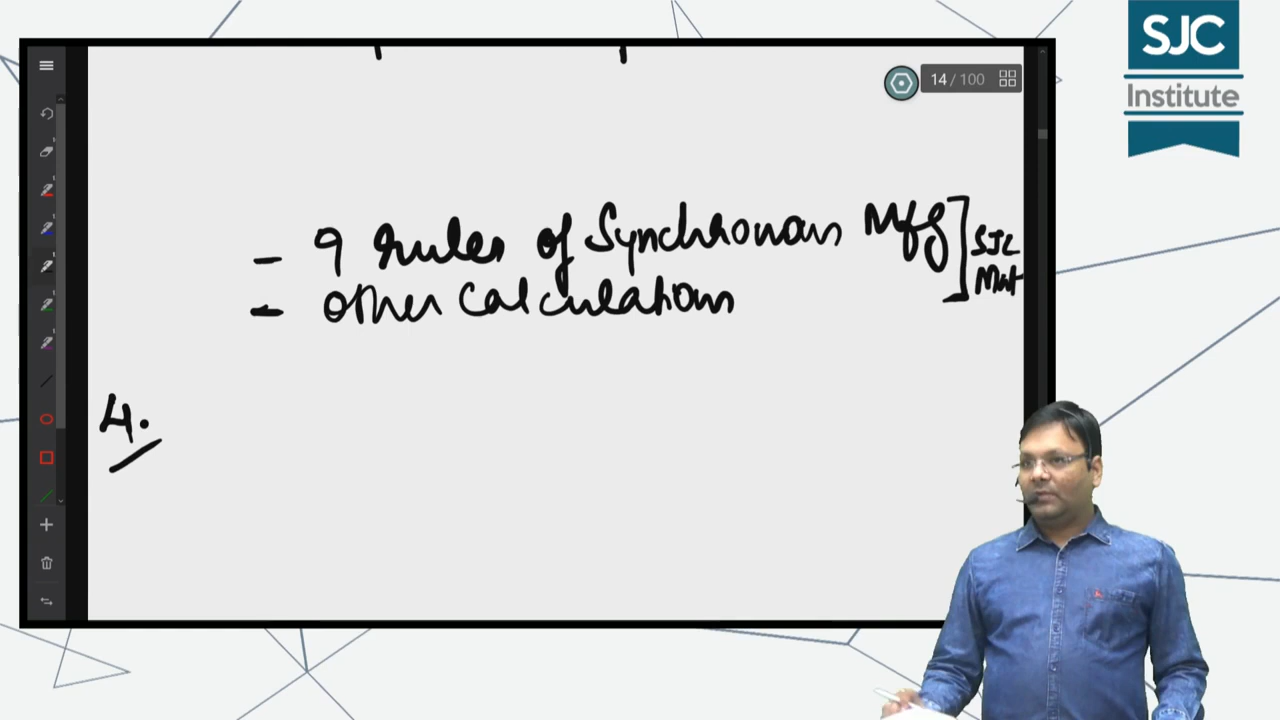 SJC
Institute
14 / 100
- 9 rules of Synchronous Mfg ] SJC
Mat
- other calculations
4.